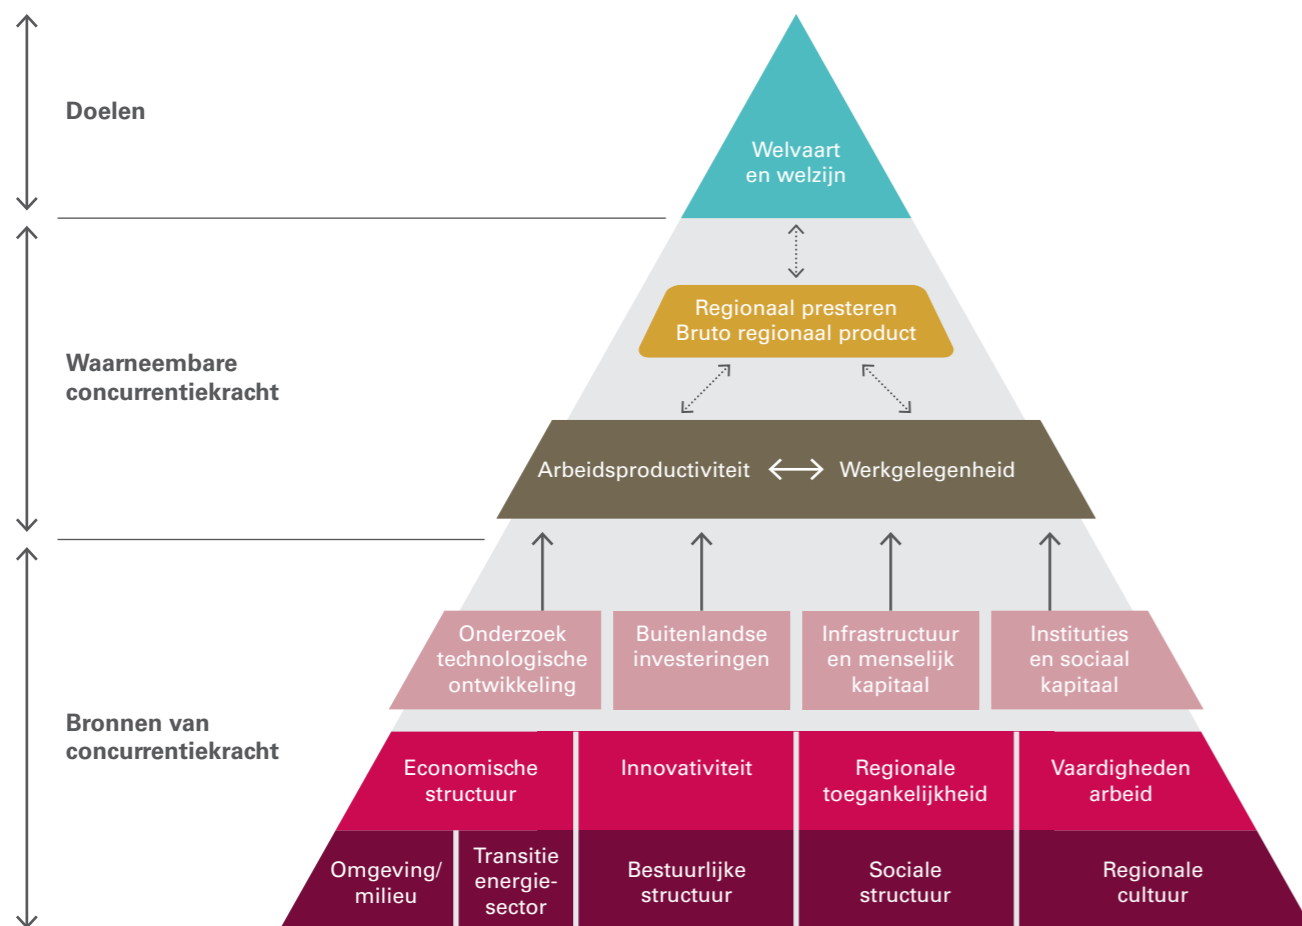 Doelen
Welvaart
en welzijn
Waarneembare
concurrentiekracht
Regionaal presteren
Bruto regionaal product
Arbeidsproductiviteit
Werkgelegenheid
Bronnen van
concurrentiekracht
Onderzoek
technologische
ontwikkeling
Buitenlandse
investeringen
Infrastructuur
en menselijk
kapitaal
Instituties
en sociaal
kapitaal
Economische
structuur
Innovativiteit
Regionale
toegankelijkheid
Vaardigheden
arbeid
Omgeving/
milieu
Transitie
energie-
sector
Bestuurlijke
structuur
Sociale
structuur
Regionale
cultuur